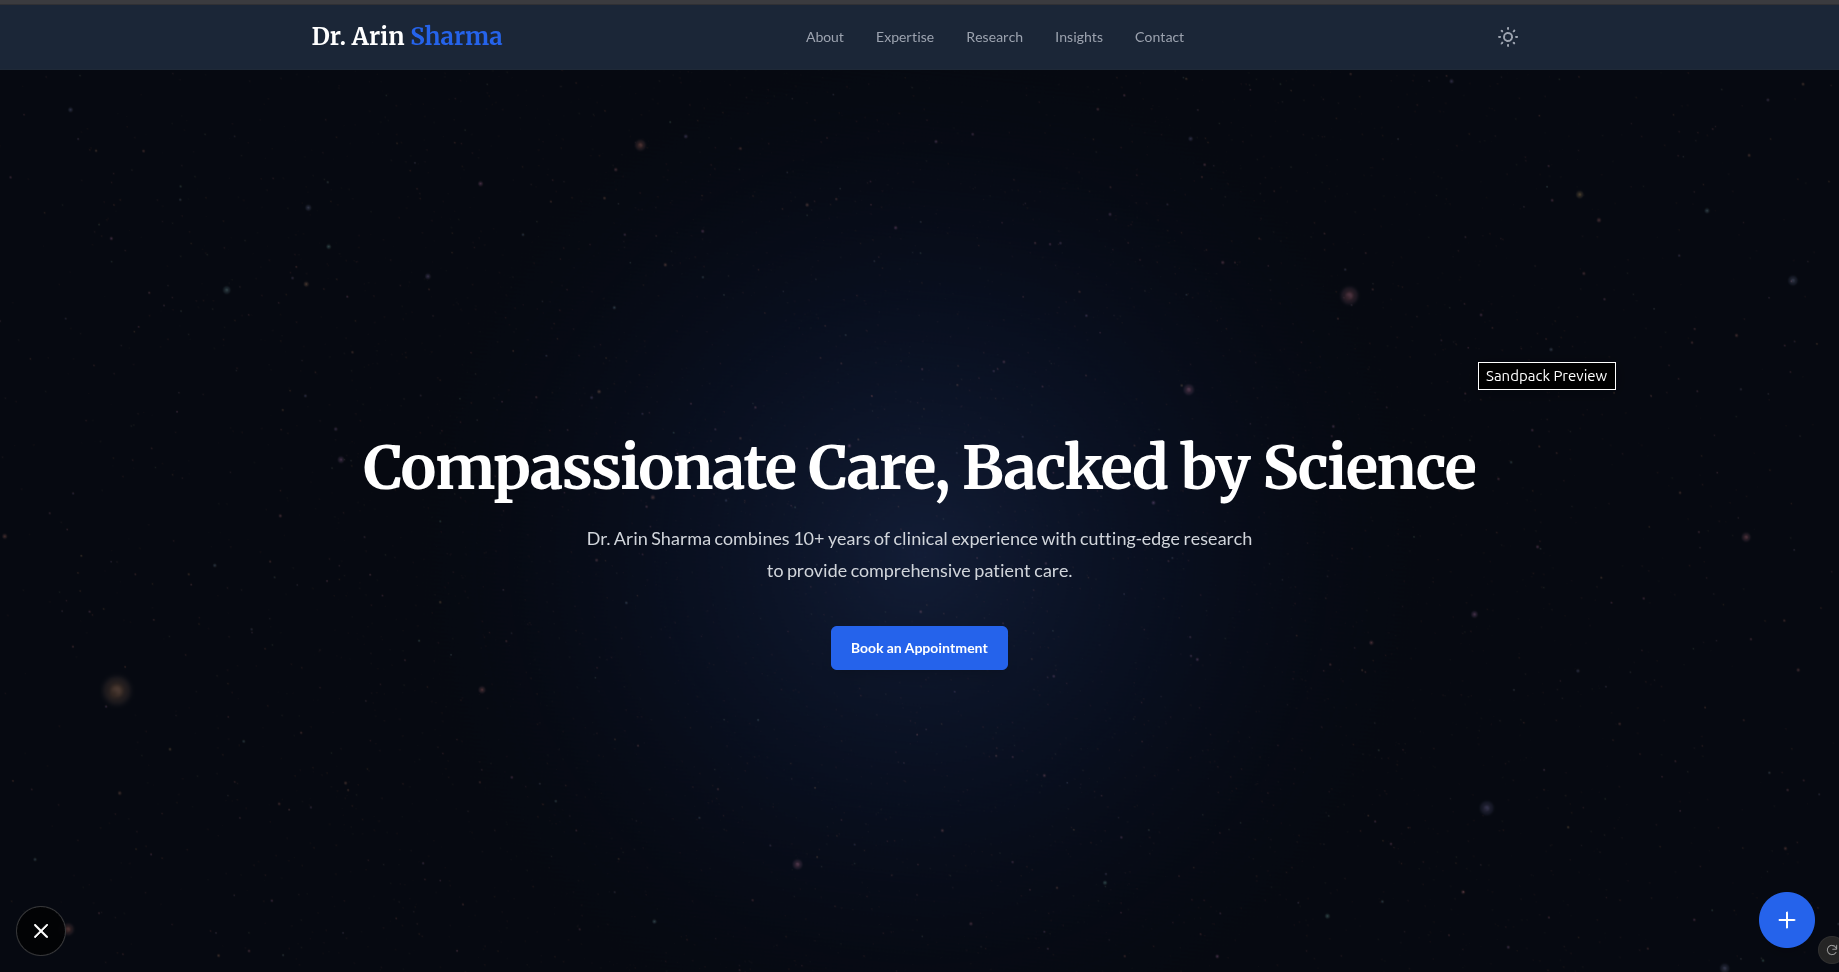 Dr. Arin Sharma
About
Expertise
Research
Insights
Contact
Sandpack Preview
Compassionate Care, Backed by Science
Dr. Arin Sharma combines 10+ years of clinical experience with cutting-edge research
to provide comprehensive patient care.
Book an Appointment